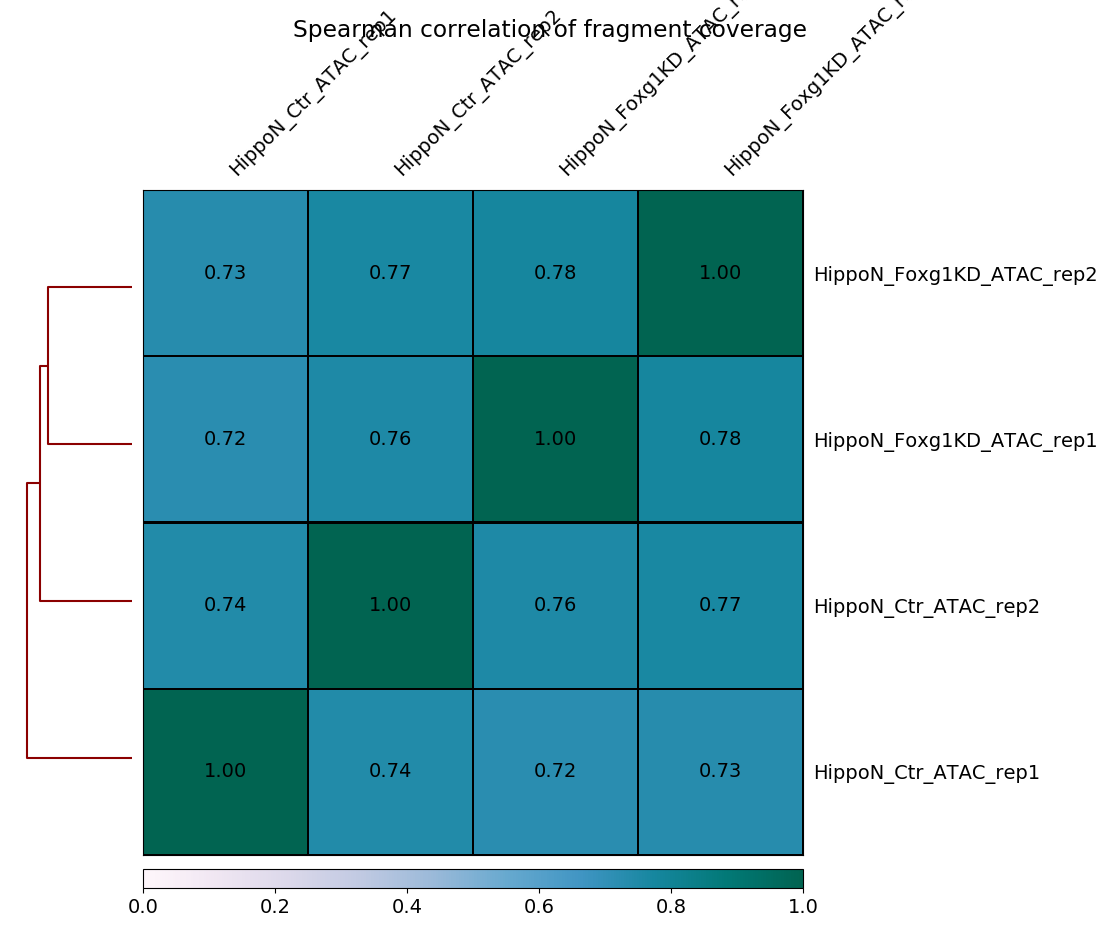 Spearman correlation of fragment coverage
HippoN_Ctr_ATAC_rep1
HippoN_Ctr_ATAC_rep2
HippoN_Foxg1KD_ATAC_r
HippoN_Foxg1KD_ATAC_r
0.73 0.77 0.78 1.00 HippoN_Foxg1KD_ATAC_rep2
0.72 0.76 1.00 0.78 HippoN_Foxg1KD_ATAC_rep1
0.74 1.00 0.76 0.77 HippoN_Ctr_ATAC_rep2
1.00 0.74 0.72 0.73 HippoN_Ctr_ATAC_rep1
0.0 0.2 0.4 0.6 0.8 1.0